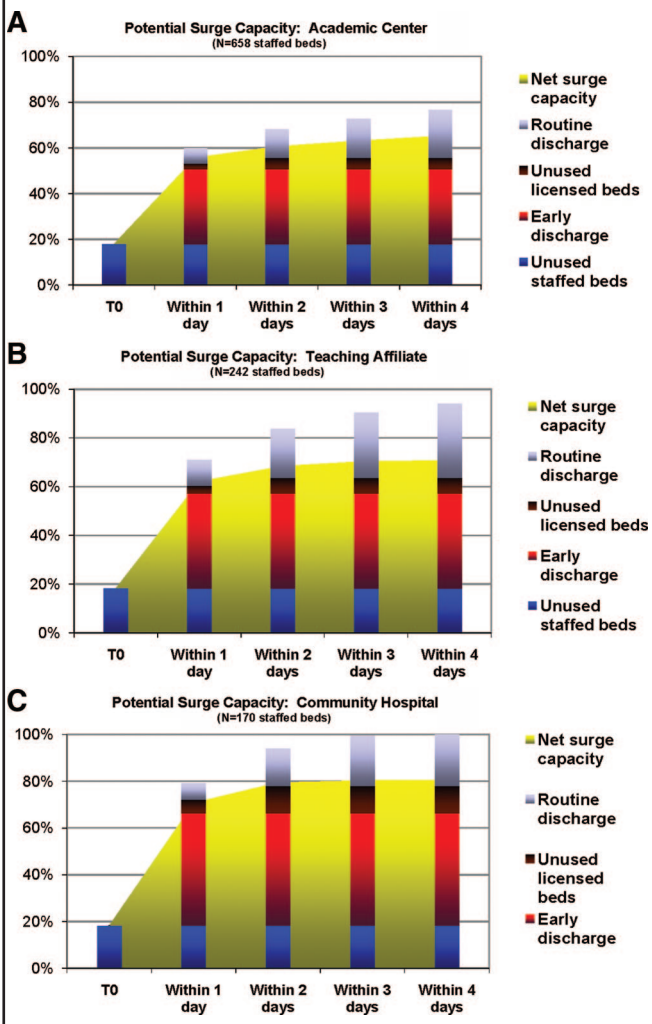 A
Potential Surge Capacity: Academic Center
(N=658 staffed beds)
100%
80%
60%
40%
20%
0%
T0
Within 1
day
Within 2
days
Within 3
days
Within 4
days
Net surge
capacity
Routine
discharge
Unused
licensed beds
Early
discharge
Unused
staffed beds
B
Potential Surge Capacity: Teaching Affiliate
(N=242 staffed beds)
100%
80%
60%
40%
20%
0%
T0
Within 1
day
Within 2
days
Within 3
days
Within 4
days
Net surge
capacity
Routine
discharge
Unused
licensed beds
Early
discharge
Unused
staffed beds
C
Potential Surge Capacity: Community Hospital
(N=170 staffed beds)
100%
80%
60%
40%
20%
0%
T0
Within 1
day
Within 2
days
Within 3
days
Within 4
days
Net surge
capacity
Routine
discharge
Unused
licensed
beds
Early
discharge